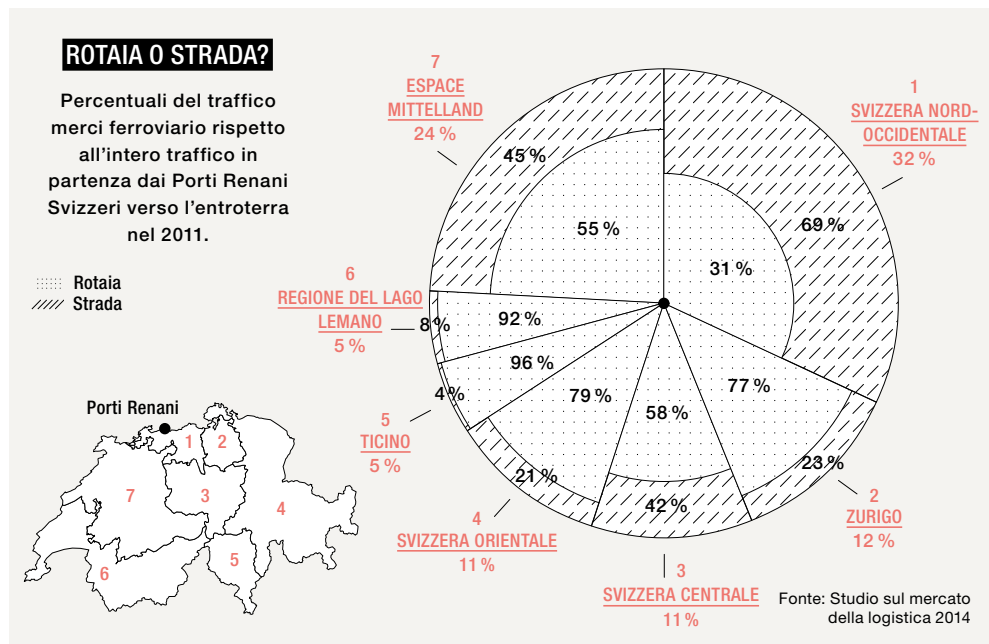 ROTAIA O STRADA?
Percentuali del traffico
merci ferroviario rispetto
all'intero traffico in
partenza dai Porti Renani
Svizzeri verso l'entroterra
nel 2011.
Rotaia
Strada
7
ESPACE
MITTELLAND
24 %
1
SVIZZERA NORD-
OCCIDENTALE
32 %
45 %
55 %
69 %
31 %
6
REGIONE DEL LAGO
LEMANO
5 %
8 %
92 %
96 %
4 %
79 %
58 %
77 %
21 %
42 %
23 %
5
TICINO
5 %
4
SVIZZERA ORIENTALE
11 %
3
SVIZZERA CENTRALE
11 %
2
ZURIGO
12 %
Porti Renani
1
2
3
4
5
6
7
Fonte: Studio sul mercato
della logistica 2014